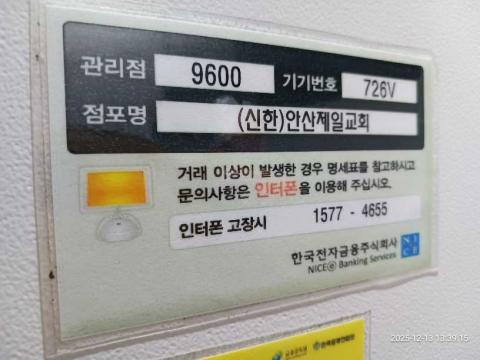 관리점 9600 기기번호 726V
점포명 (신한)안산제일교회
거래 이상이 발생한 경우 명세표를 참고하시고
문의사항은 인터폰을 이용해 주십시오.
인터폰 고장시 1577 - 4655
한국전자금융주식회사 NICE
NICEⓔ Banking Services
2025-12-13 13:39:15